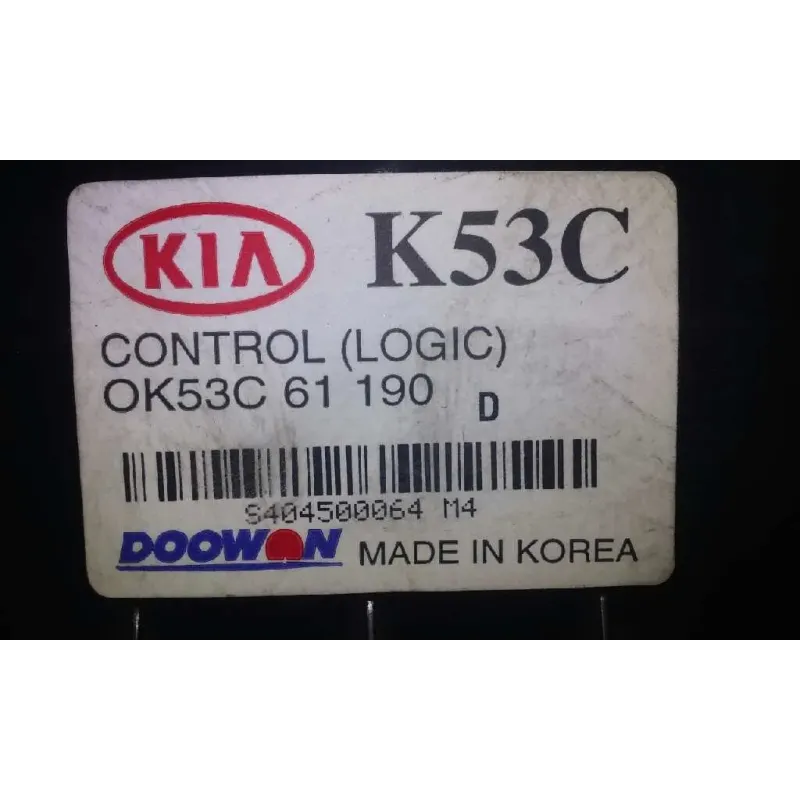 KIA K53C
CONTROL (LOGIC)
OK53C 61 190 D
S404500064 M4
DOOWON MADE IN KOREA